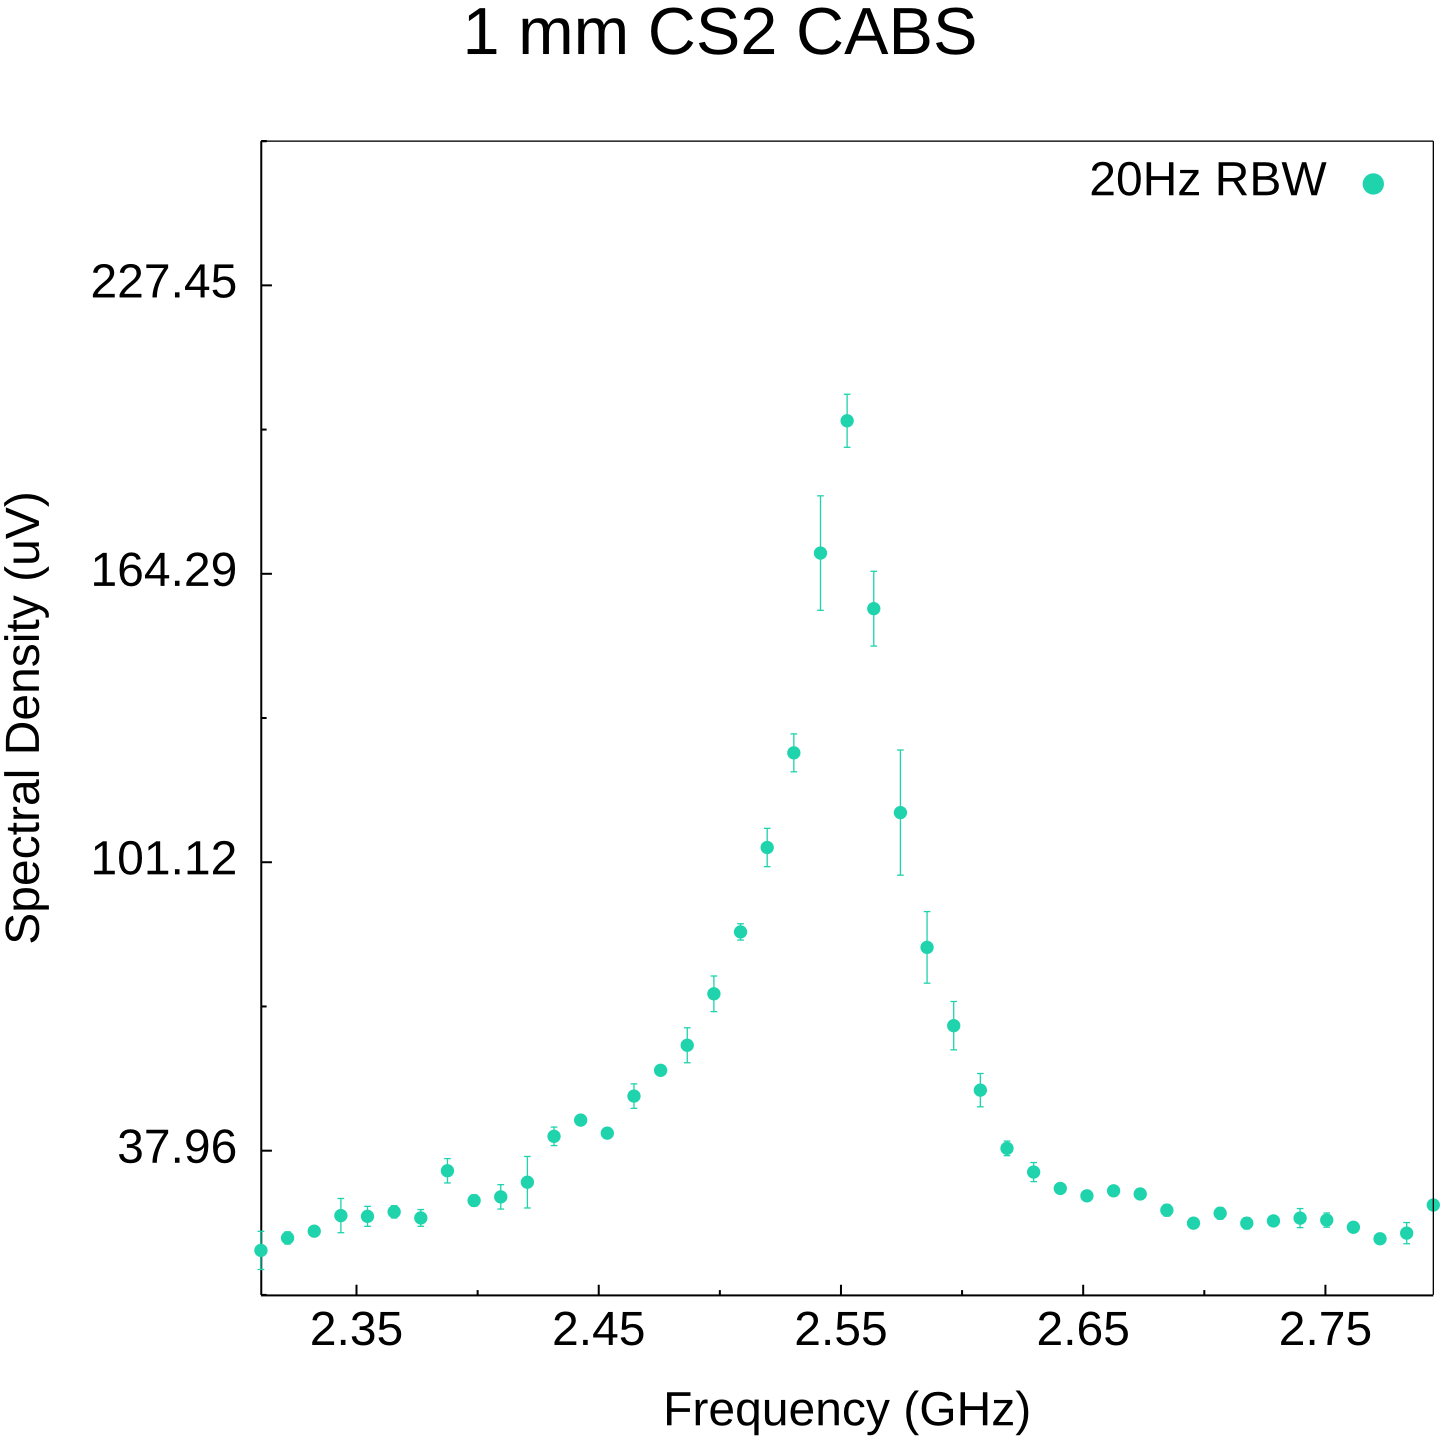 1 mm CS2 CABS
20Hz RBW
227.45
164.29
101.12
37.96
Spectral Density (uV)
2.35 2.45 2.55 2.65 2.75
Frequency (GHz)